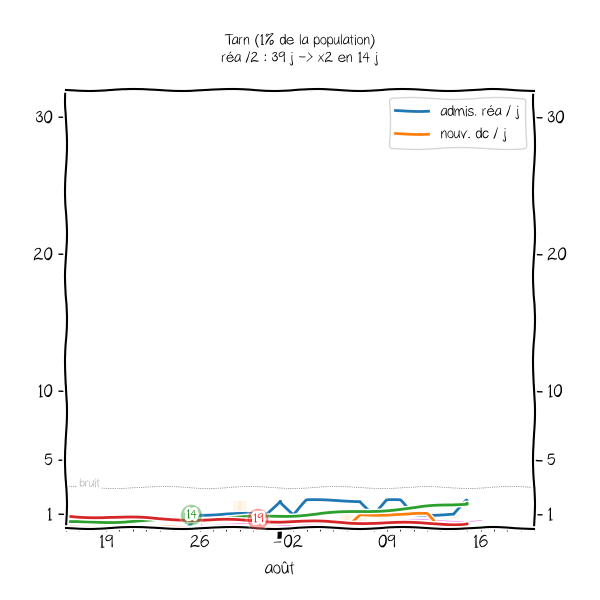 Tarn (1% de la population)
réa /2 : 39 j -> x2 en 14 j
admis. réa / j
nouv. dc / j
30 30
20 20
10 10
5 5
bruit
1 1
14
19
19 26 02 09 16
août